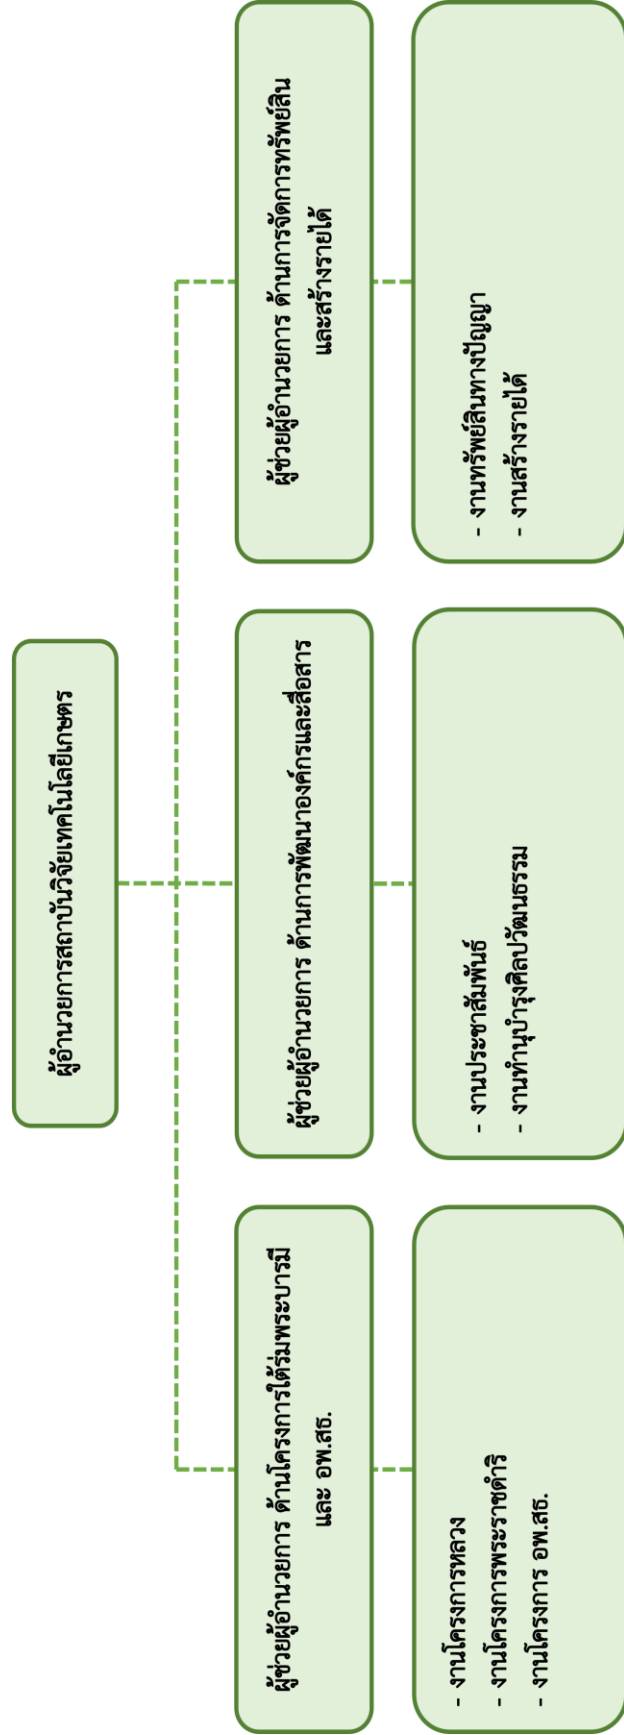 ผู้อำนวยการสถาบันวิจัยเทคโนโลยีเกษตร
ผู้ช่วยผู้อำนวยการ ด้านโครงการใต้ร่มพระบารมี
และ อพ.สธ.
- งานโครงการหลวง
- งานโครงการพระราชดำริ
- งานโครงการ อพ.สธ.
ผู้ช่วยผู้อำนวยการ ด้านการพัฒนาองค์กรและสื่อสาร
- งานประชาสัมพันธ์
- งานทำนุบำรุงศิลปวัฒนธรรม
ผู้ช่วยผู้อำนวยการ ด้านการจัดการทรัพย์สิน
และสร้างรายได้
- งานทรัพย์สินทางปัญญา
- งานสร้างรายได้